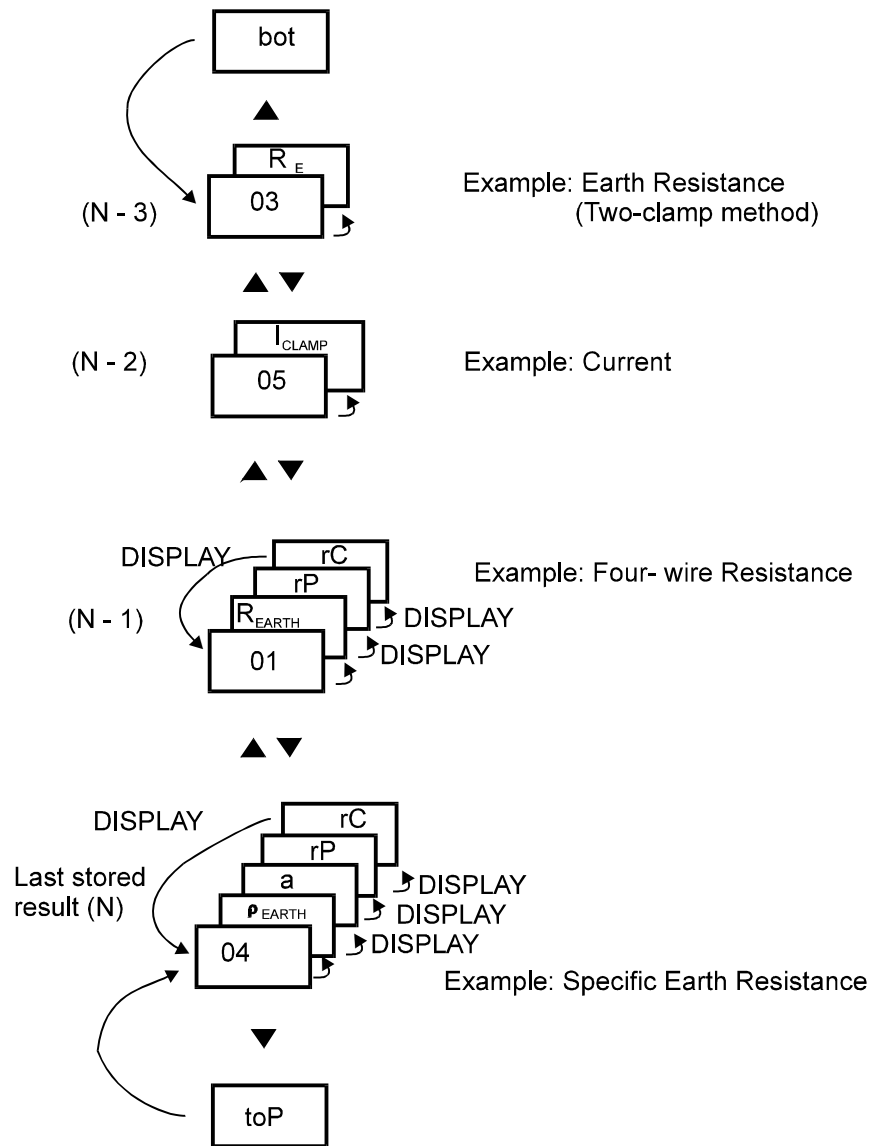 bot
R E
03
(N - 3)
Example: Earth Resistance
(Two-clamp method)
I CLAMP
05
(N - 2)
Example: Current
DISPLAY
rC
rP
R EARTH
01
(N - 1)
DISPLAY
DISPLAY
Example: Four- wire Resistance
DISPLAY
rC
rP
a
ρ EARTH
04
Last stored
result (N)
DISPLAY
DISPLAY
DISPLAY
Example: Specific Earth Resistance
toP